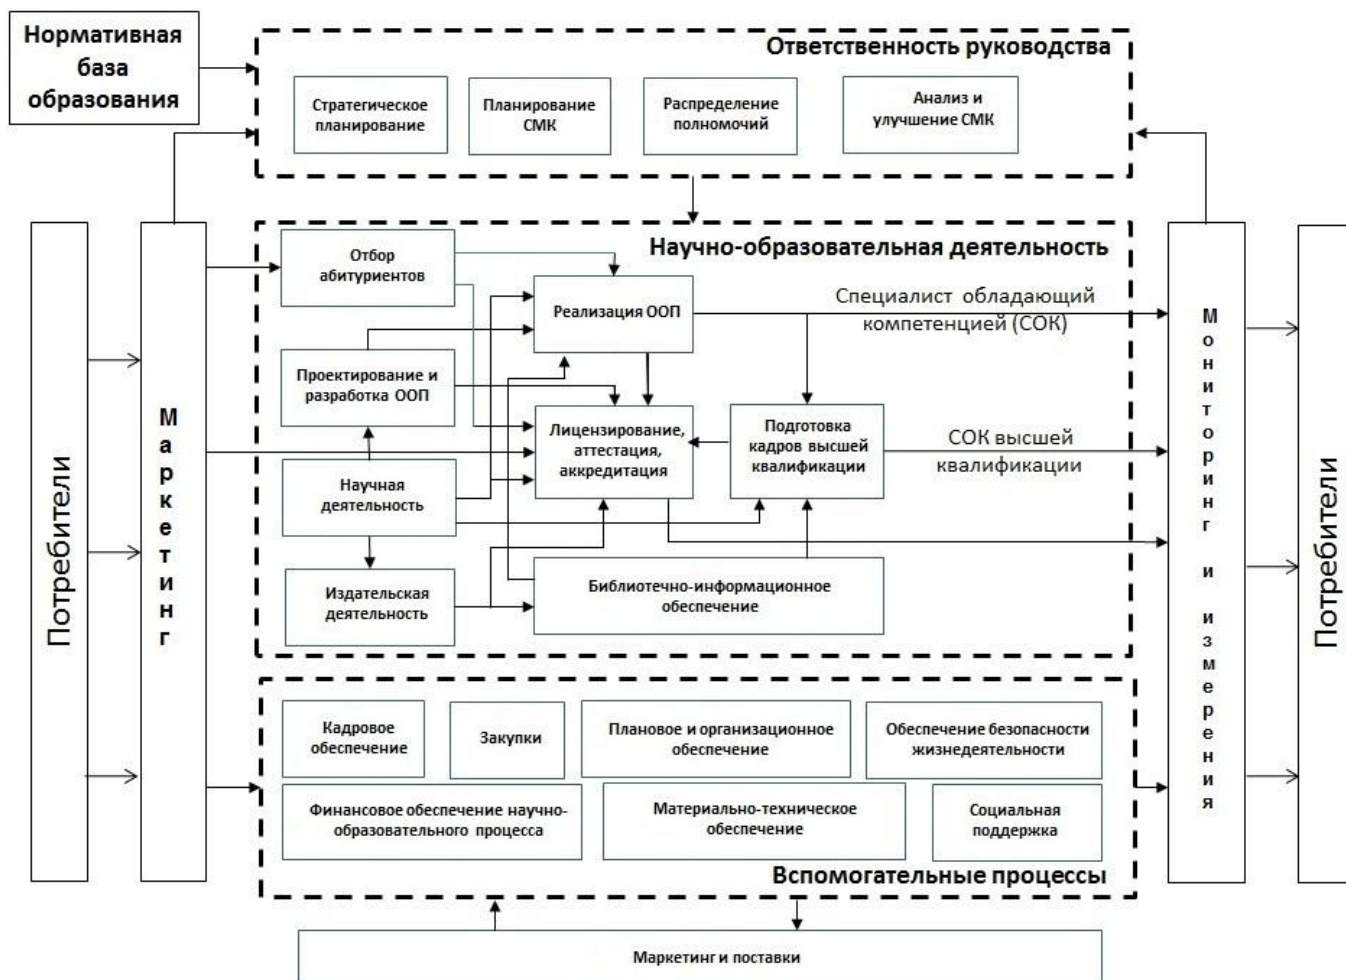 Нормативная
база
образования
Ответственность руководства
Стратегическое
планирование
Планирование
СМК
Распределение
полномочий
Анализ и
улучшение СМК
Потребители
Маркетинг
Научно-образовательная деятельность
Отбор
абитуриентов
Реализация ООП
Специалист обладающий
компетенцией (СОК)
Проектирование и
разработка ООП
Лицензирование,
аттестация,
аккредитация
Подготовка
кадров высшей
квалификации
СОК высшей
квалификации
Научная
деятельность
Издательская
деятельность
Библиотечно-информационное
обеспечение
Мониторинг и измерения
Потребители
Кадровое
обеспечение
Закупки
Плановое и организационное
обеспечение
Обеспечение безопасности
жизнедеятельности
Финансовое обеспечение научно-
образовательного процесса
Материально-техническое
обеспечение
Социальная
поддержка
Вспомогательные процессы
Маркетинг и поставки